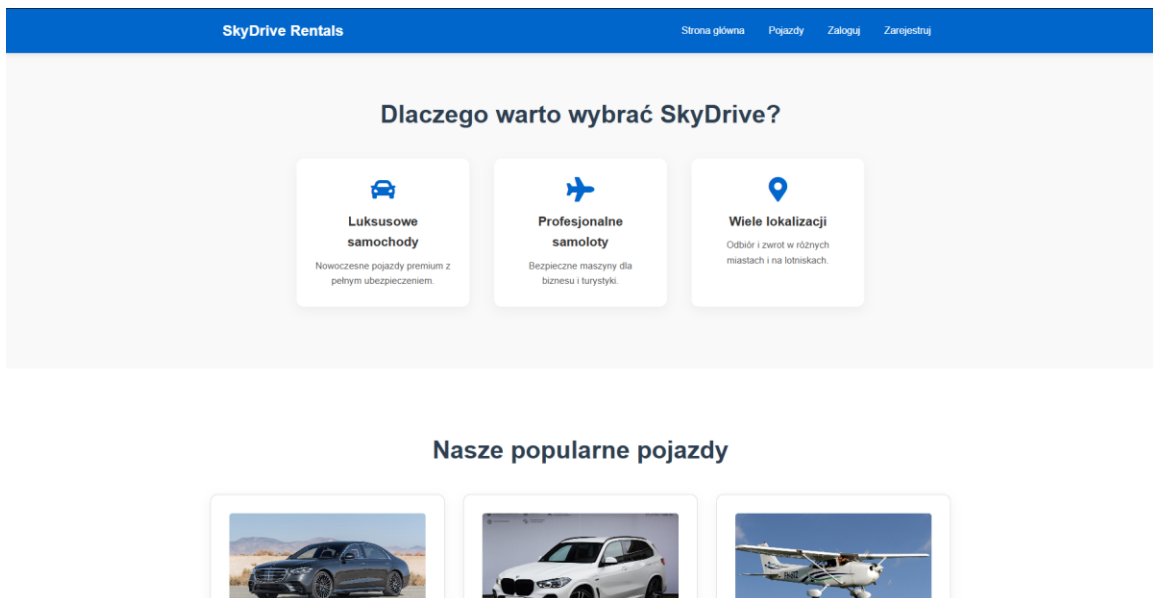 SkyDrive Rentals
Strona główna Pojazdy Zaloguj Zarejestruj
Dlaczego warto wybrać SkyDrive?
Luksusowe
samochody
Nowoczesne pojazdy premium z
pełnym ubezpieczeniem.
Profesjonalne
samoloty
Bezpieczne maszyny dla
biznesu i turystyki.
Wiele lokalizacji
Odbiór i zwrot w różnych
miastach i na lotniskach.
Nasze popularne pojazdy